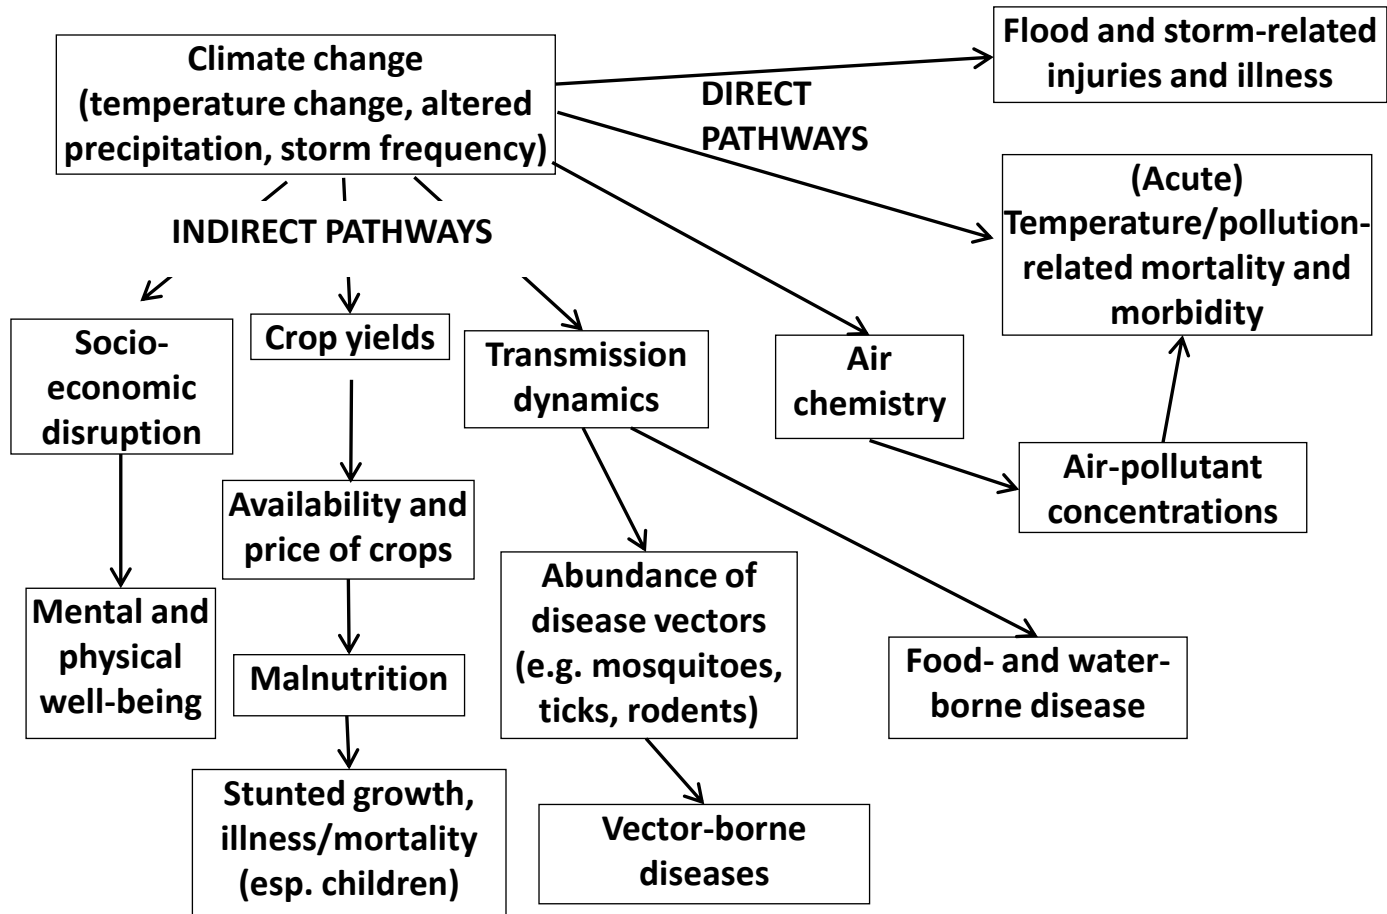 Climate change
(temperature change, altered
precipitation, storm frequency)
Flood and storm-related
injuries and illness
DIRECT
PATHWAYS
(Acute)
Temperature/pollution-
related mortality and
morbidity
INDIRECT PATHWAYS
Socio-
economic
disruption
Crop yields
Transmission
dynamics
Air
chemistry
Air-pollutant
concentrations
Availability and
price of crops
Mental and
physical
well-being
Malnutrition
Abundance of
disease vectors
(e.g. mosquitoes,
ticks, rodents)
Food- and water-
borne disease
Stunted growth,
illness/mortality
(esp. children)
Vector-borne
diseases